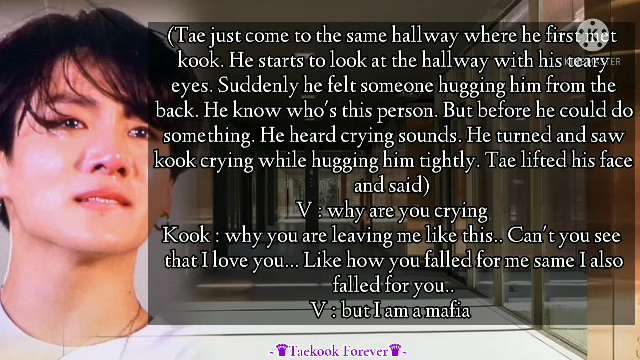 (Tae just come to the same hallway where he first met
kook. He starts to look at the hallway with his teary
eyes. Suddenly he felt someone hugging him from the
back. He know who's this person. But before he could do
something. He heard crying sounds. He turned and saw
kook crying while hugging him tightly. Tae lifted his face
and said)
V : why are you crying
Kook : why you are leaving me like this.. Can't you see
that I love you... Like how you falled for me same I also
falled for you..
V : but I am a mafia
-♛Taekook Forever♛-